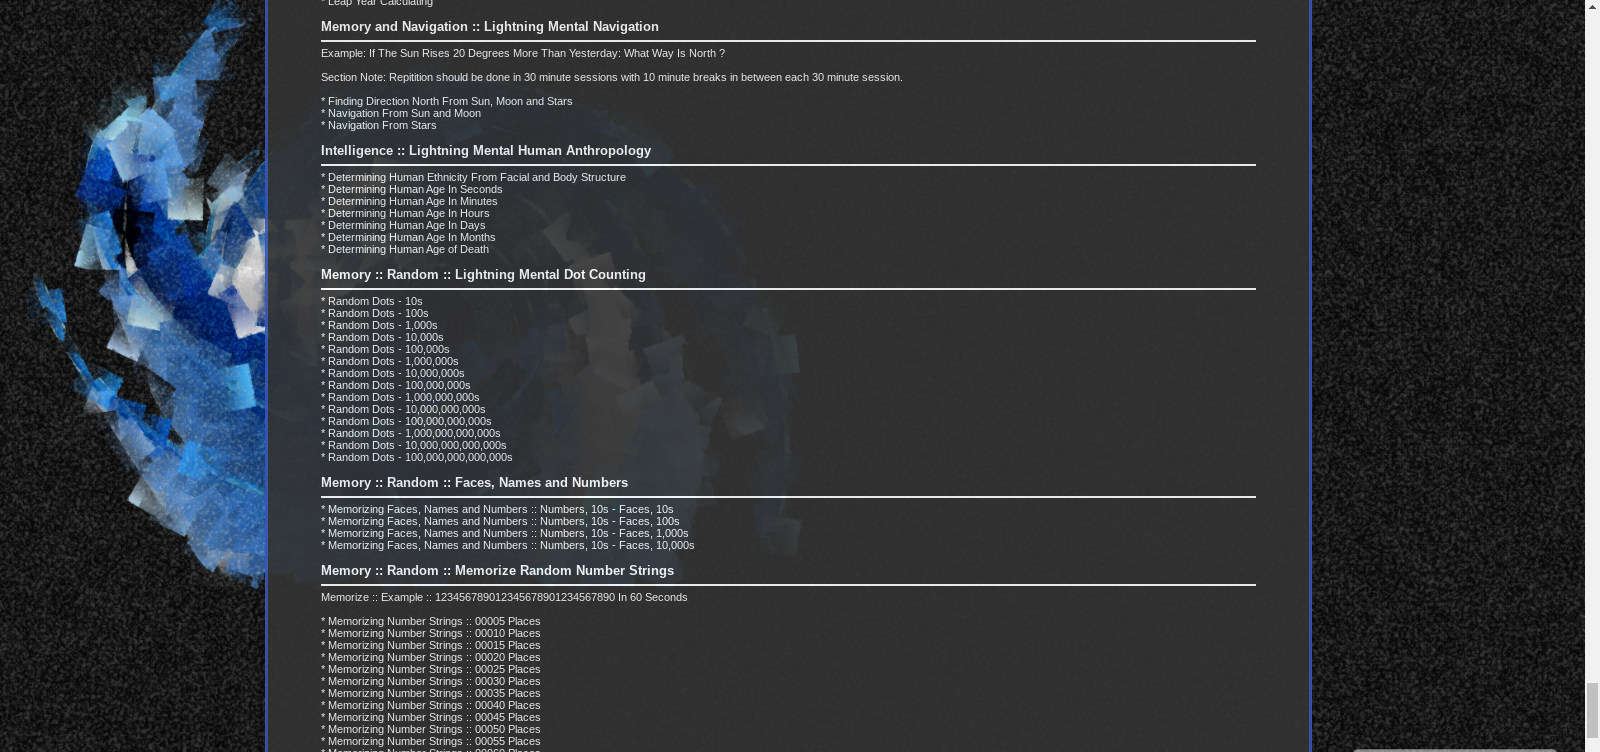 * Leap Year Calculating
Memory and Navigation :: Lightning Mental Navigation
Example: If The Sun Rises 20 Degrees More Than Yesterday: What Way Is North ?
Section Note: Repitition should be done in 30 minute sessions with 10 minute breaks in between each 30 minute session.
* Finding Direction North From Sun, Moon and Stars
* Navigation From Sun and Moon
* Navigation From Stars
Intelligence :: Lightning Mental Human Anthropology
* Determining Human Ethnicity From Facial and Body Structure
* Determining Human Age In Seconds
* Determining Human Age In Minutes
* Determining Human Age In Hours
* Determining Human Age In Days
* Determining Human Age In Months
* Determining Human Age of Death
Memory :: Random :: Lightning Mental Dot Counting
* Random Dots - 10s
* Random Dots - 100s
* Random Dots - 1,000s
* Random Dots - 10,000s
* Random Dots - 100,000s
* Random Dots - 1,000,000s
* Random Dots - 10,000,000s
* Random Dots - 100,000,000s
* Random Dots - 1,000,000,000s
* Random Dots - 10,000,000,000s
* Random Dots - 100,000,000,000s
* Random Dots - 1,000,000,000,000s
* Random Dots - 10,000,000,000,000s
* Random Dots - 100,000,000,000,000s
Memory :: Random :: Faces, Names and Numbers
* Memorizing Faces, Names and Numbers :: Numbers, 10s - Faces, 10s
* Memorizing Faces, Names and Numbers :: Numbers, 10s - Faces, 100s
* Memorizing Faces, Names and Numbers :: Numbers, 10s - Faces, 1,000s
* Memorizing Faces, Names and Numbers :: Numbers, 10s - Faces, 10,000s
Memory :: Random :: Memorize Random Number Strings
Memorize :: Example :: 123456789012345678901234567890 In 60 Seconds
* Memorizing Number Strings :: 00005 Places
* Memorizing Number Strings :: 00010 Places
* Memorizing Number Strings :: 00015 Places
* Memorizing Number Strings :: 00020 Places
* Memorizing Number Strings :: 00025 Places
* Memorizing Number Strings :: 00030 Places
* Memorizing Number Strings :: 00035 Places
* Memorizing Number Strings :: 00040 Places
* Memorizing Number Strings :: 00045 Places
* Memorizing Number Strings :: 00050 Places
* Memorizing Number Strings :: 00055 Places
* Memorizing Number Strings :: 00060 Places